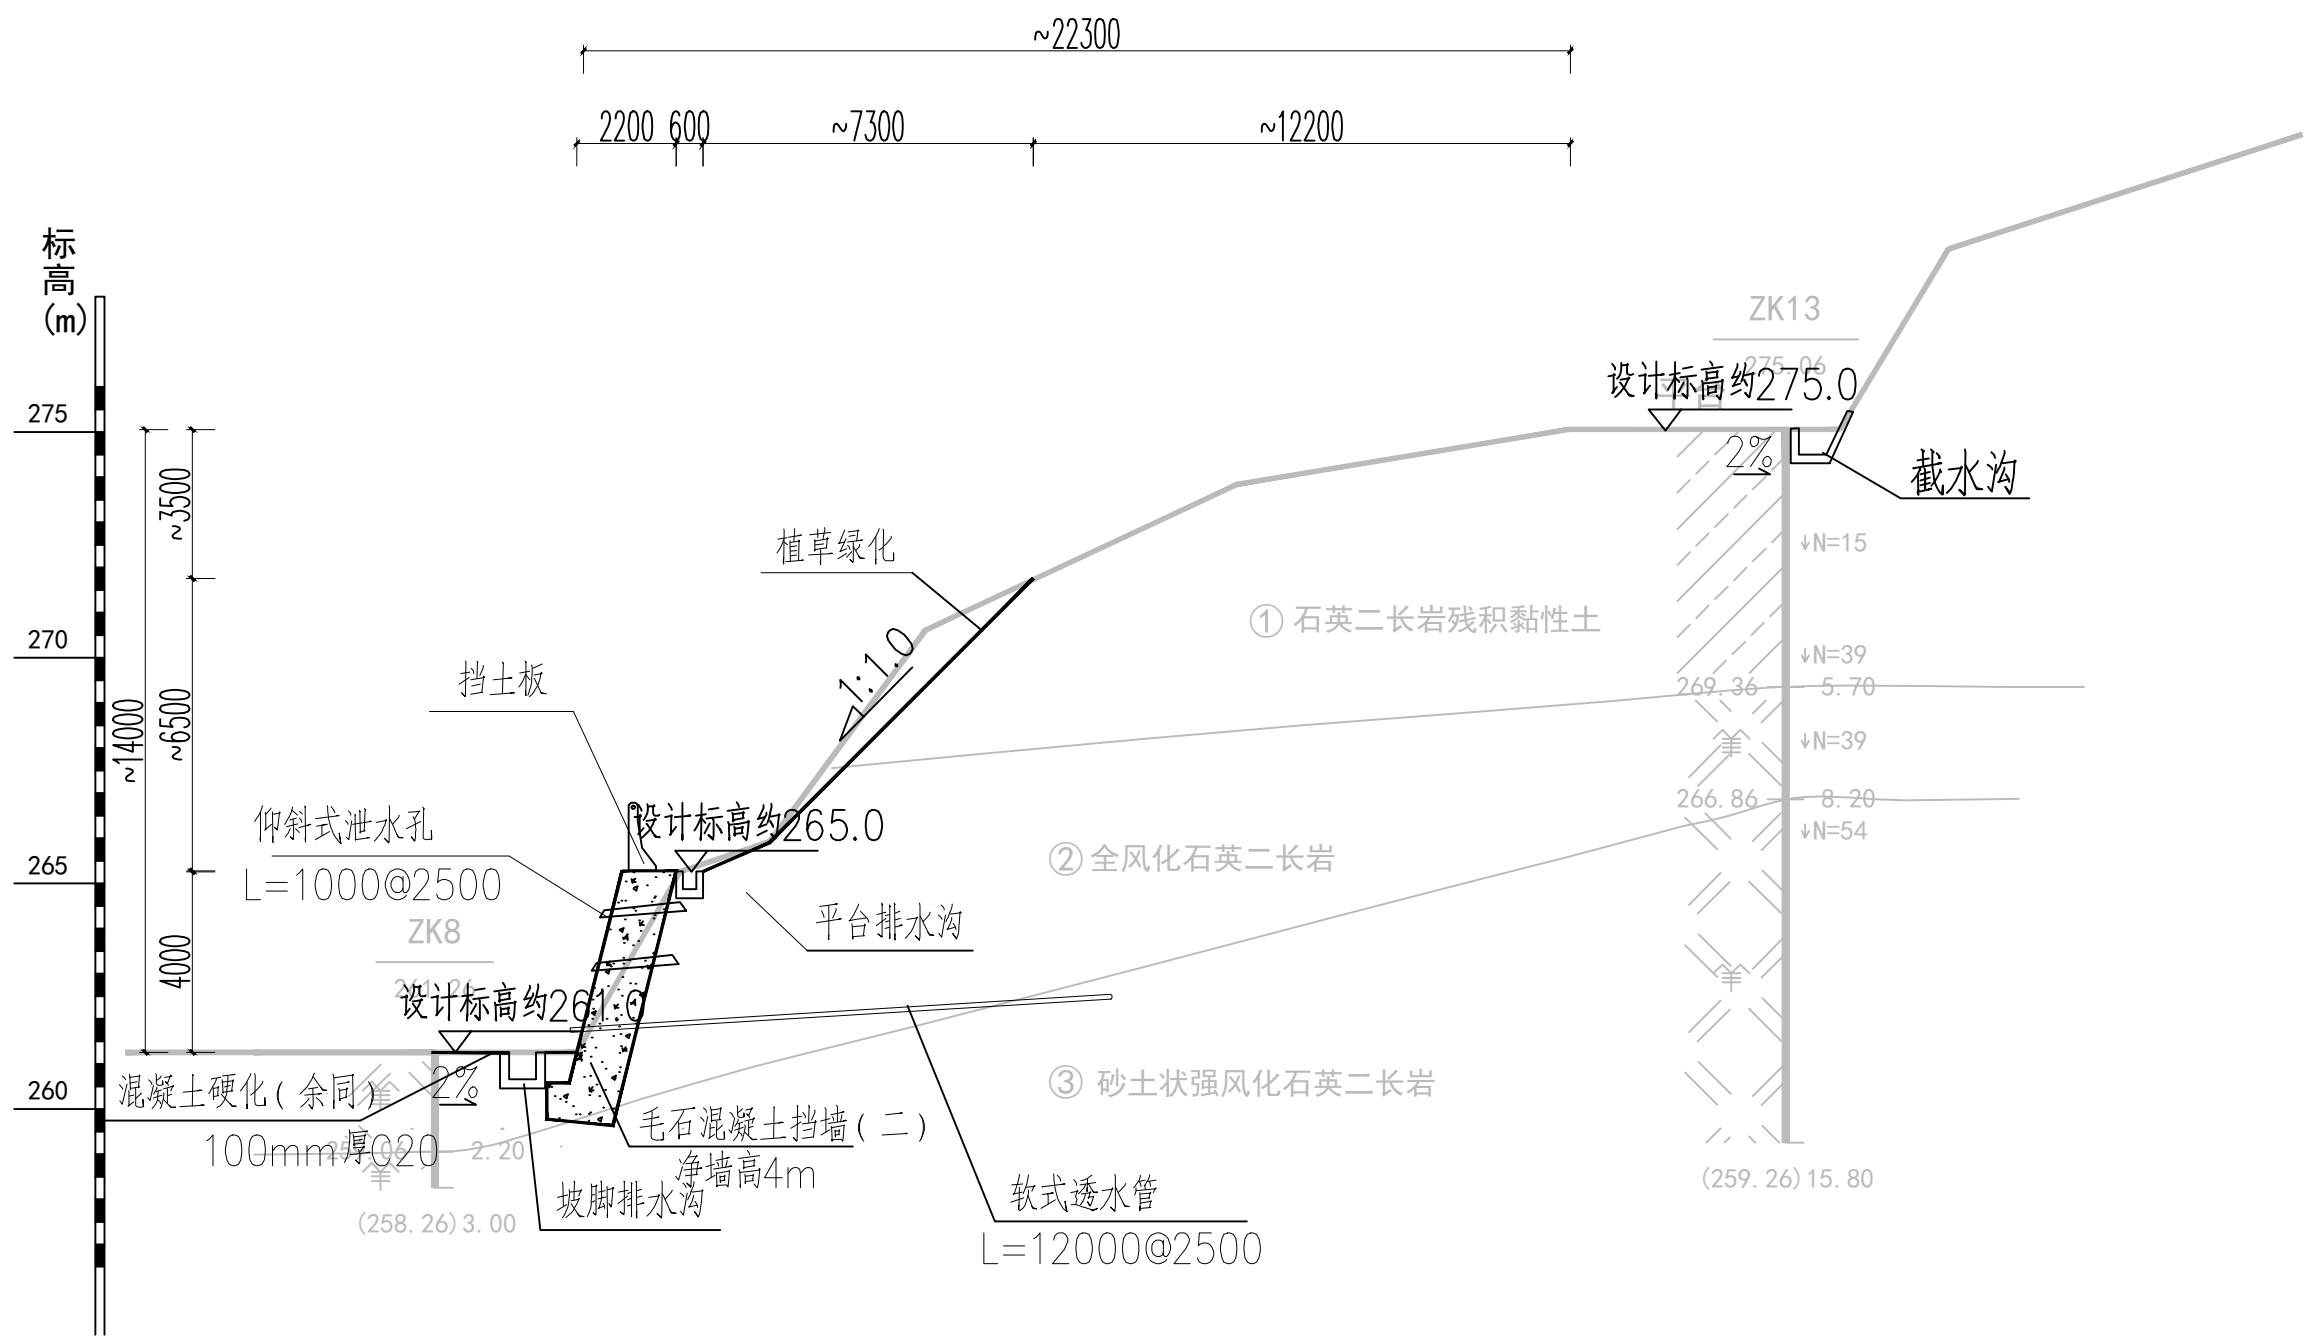 ~22300
2200 600 ~7300 ~12200
标
高
(m)
275
270
265
260
~3500
~6500
4000
~14000
ZK13
275.06
设计标高约275.0
2%
截水沟
N=15
N=39
269.36 5.70
N=39
266.86 8.20
N=54
(259.26)15.80
植草绿化
1:1.0
① 石英二长岩残积黏性土
挡土板
设计标高约265.0
仰斜式泄水孔
L=1000@2500
② 全风化石英二长岩
平台排水沟
ZK8
261.26
设计标高约261.0
2%
混凝土硬化(余同)
100mm厚C20
2.20
(258.26)3.00
③ 砂土状强风化石英二长岩
毛石混凝土挡墙(二)
净墙高4m
坡脚排水沟
软式透水管
L=12000@2500